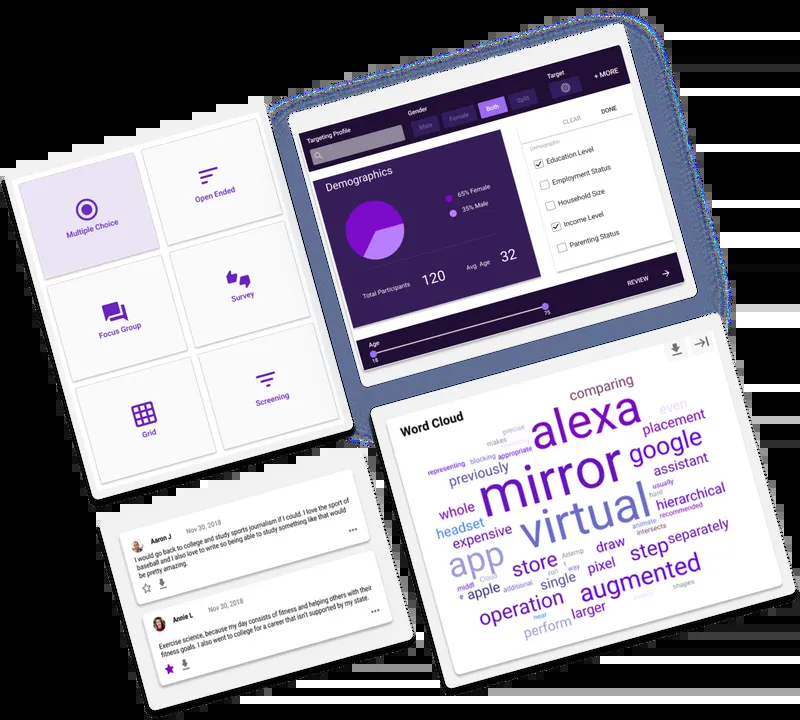 Multiple Choice
Open Ended
Focus Group
Survey
Grid
Screening
Targeting Profile
Gender
Male
Female
Both
Split
Target
+ MORE
Demographics
65% Female
35% Male
Total Participants
120
Avg. Age
32
CLEAR
DONE
Demographic
Education Level
Employment Status
Household Size
Income Level
Parenting Status
Age
18
75
REVIEW
Aaron J
Nov 30, 2018
I would go back to college and study sports journalism if I could. I love the sport of
baseball and I also love to write so being able to study something like that would
be pretty amazing.
Annie L
Nov 30, 2018
Exercise science, because my day consists of fitness and helping others with their
fitness goals. I also went to college for a career that isn't supported by my state.
Word Cloud
comparing
even
precise
makes
alexa
placement
representing
blocking
appropriate
previously
mirror
google
assistant
whole
usually
hard
headset
virtual
hierarchical
expensive
animate
recommended
intersects
app
store
Attemp
draw
step
separately
middl
e
Cloud
apple
additional
run
t
way
single
pixel
augmented
operation
near
larger
shapes
perform